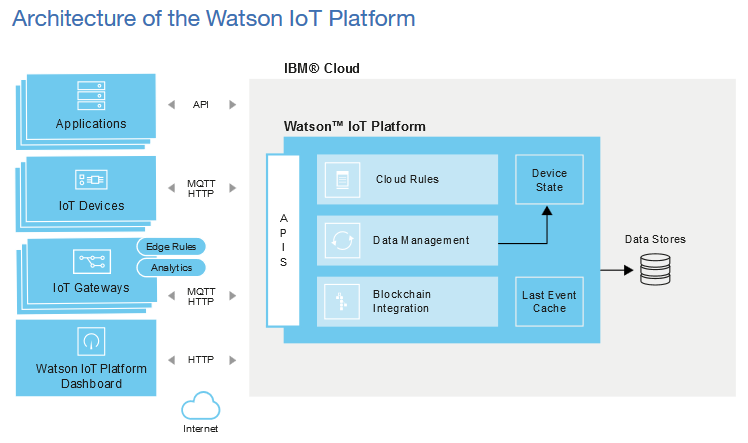 Architecture of the Watson IoT Platform
IBM® Cloud
Applications
API
Watson™ IoT Platform
IoT Devices
MQTT
HTTP
Edge Rules
Analytics
IoT Gateways
MQTT
HTTP
Watson IoT Platform
Dashboard
HTTP
Internet
A
P
I
S
Cloud Rules
Data Management
Blockchain
Integration
Device
State
Last Event
Cache
Data Stores